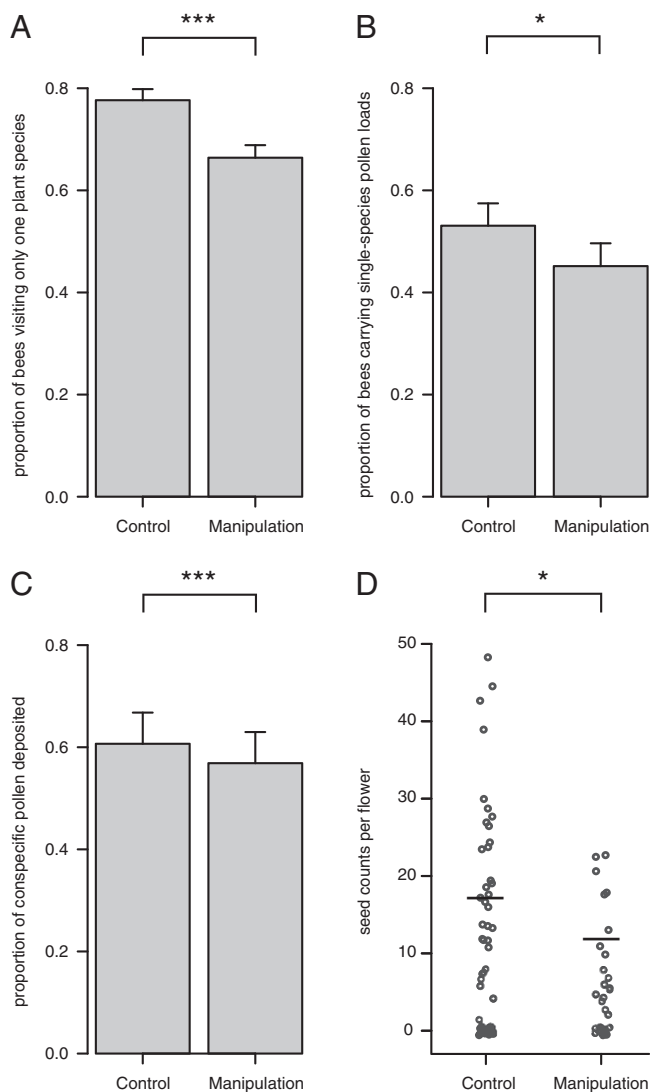 A
***
proportion of bees visiting only one plant species
0.8
0.6
0.4
0.2
0.0
Control Manipulation
B
*
proportion of bees carrying single-species pollen loads
0.8
0.6
0.4
0.2
0.0
Control Manipulation
C
***
proportion of conspecific pollen deposited
0.8
0.6
0.4
0.2
0.0
Control Manipulation
D
*
seed counts per flower
50
40
30
20
10
0
Control Manipulation